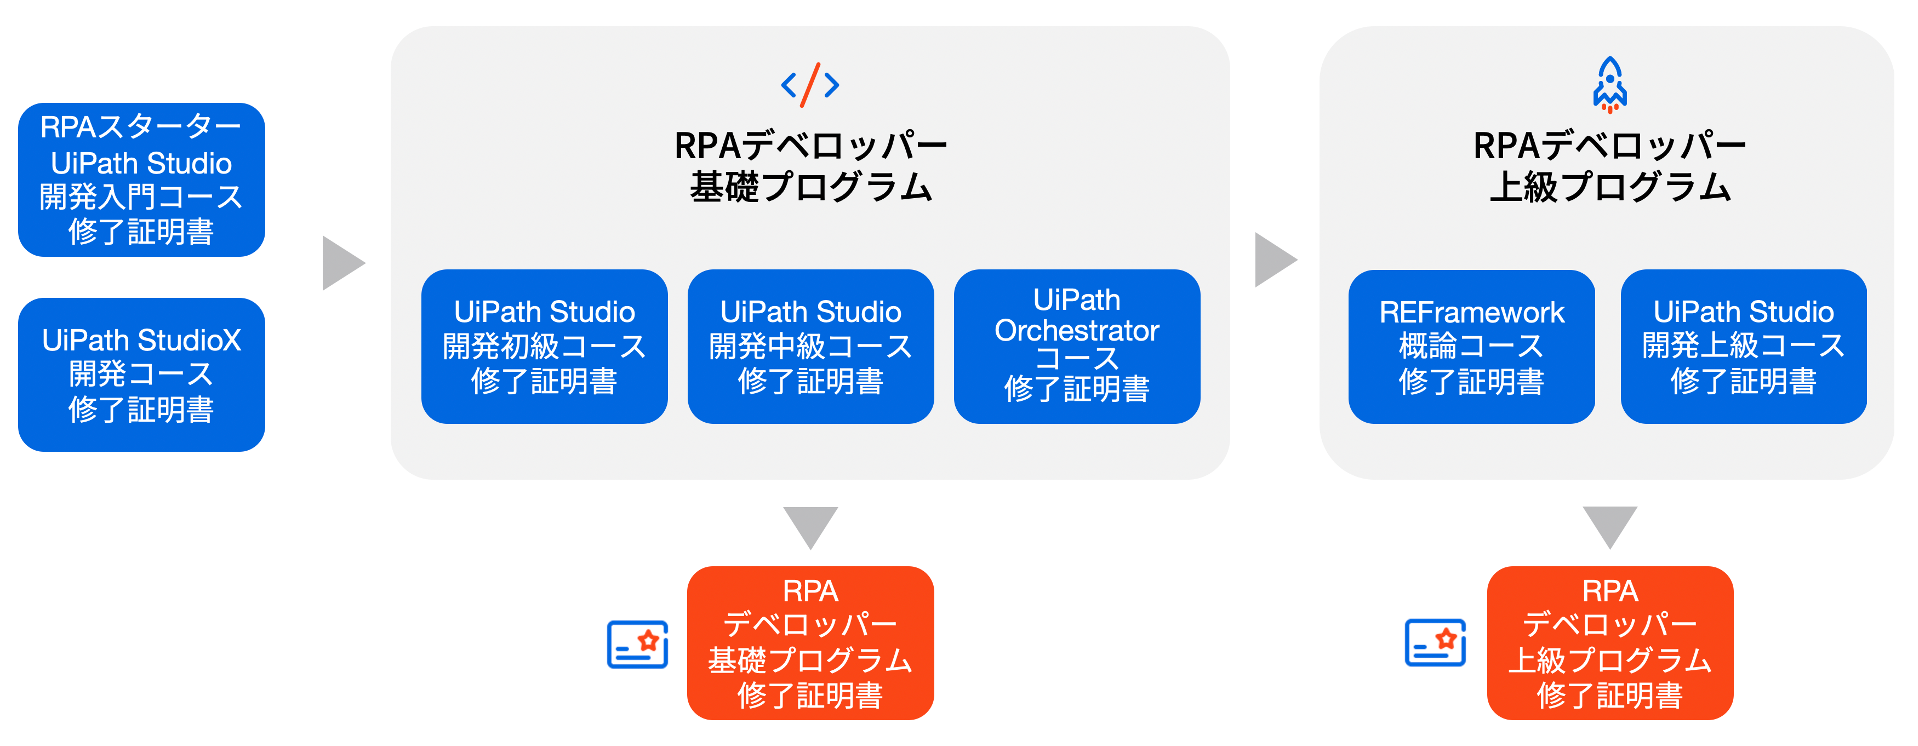 RPAスターター
UiPath Studio
開発入門コース
修了証明書
UiPath StudioX
開発コース
修了証明書
RPAデベロッパー
基礎プログラム
UiPath Studio
開発初級コース
修了証明書
UiPath Studio
開発中級コース
修了証明書
UiPath
Orchestrator
コース
修了証明書
RPA
デベロッパー
基礎プログラム
修了証明書
RPAデベロッパー
上級プログラム
REFramework
概論コース
修了証明書
UiPath Studio
開発上級コース
修了証明書
RPA
デベロッパー
上級プログラム
修了証明書